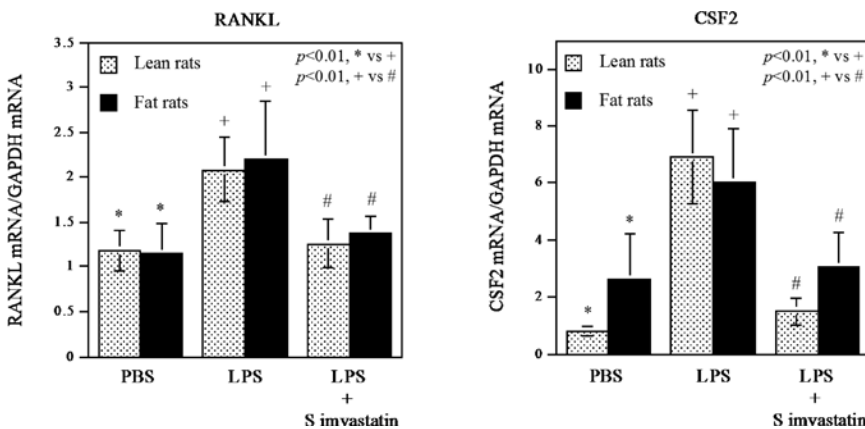 RANKL
RANKL mRNA/GAPDH mRNA
3.5
3
2.5
2
1.5
1
0.5
0
Lean rats
Fat rats
p<0.01, * vs +
p<0.01, + vs #
* * + + # #
PBS LPS LPS
+
S imvastatin
CSF2
CSF2 mRNA/GAPDH mRNA
10
8
6
4
2
0
Lean rats
Fat rats
p<0.01, * vs +
p<0.01, + vs #
* * + + # #
PBS LPS LPS
+
S imvastatin